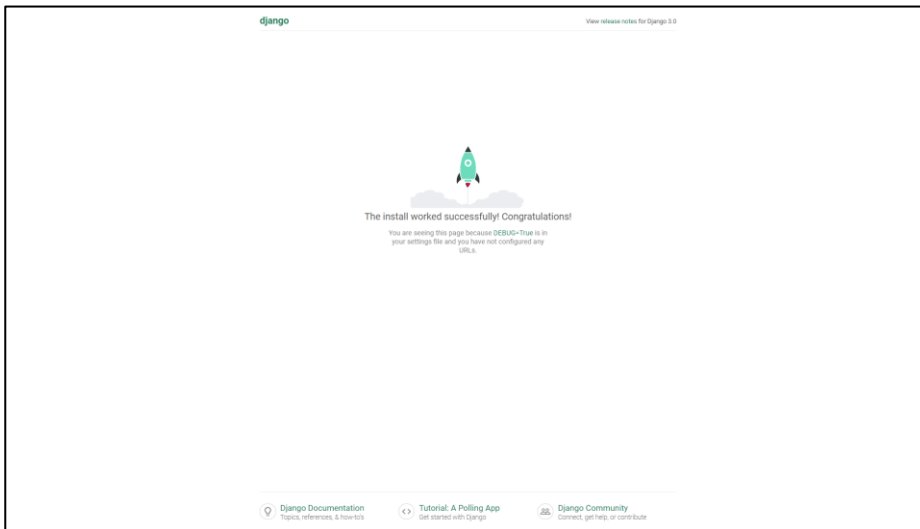 django
View release notes for Django 3.0
The install worked successfully! Congratulations!
You are seeing this page because DEBUG=True is in
your settings file and you have not configured any
URLs.
Django Documentation
Topics, references, & how-to's
Tutorial: A Polling App
Get started with Django
Django Community
Connect, get help, or contribute